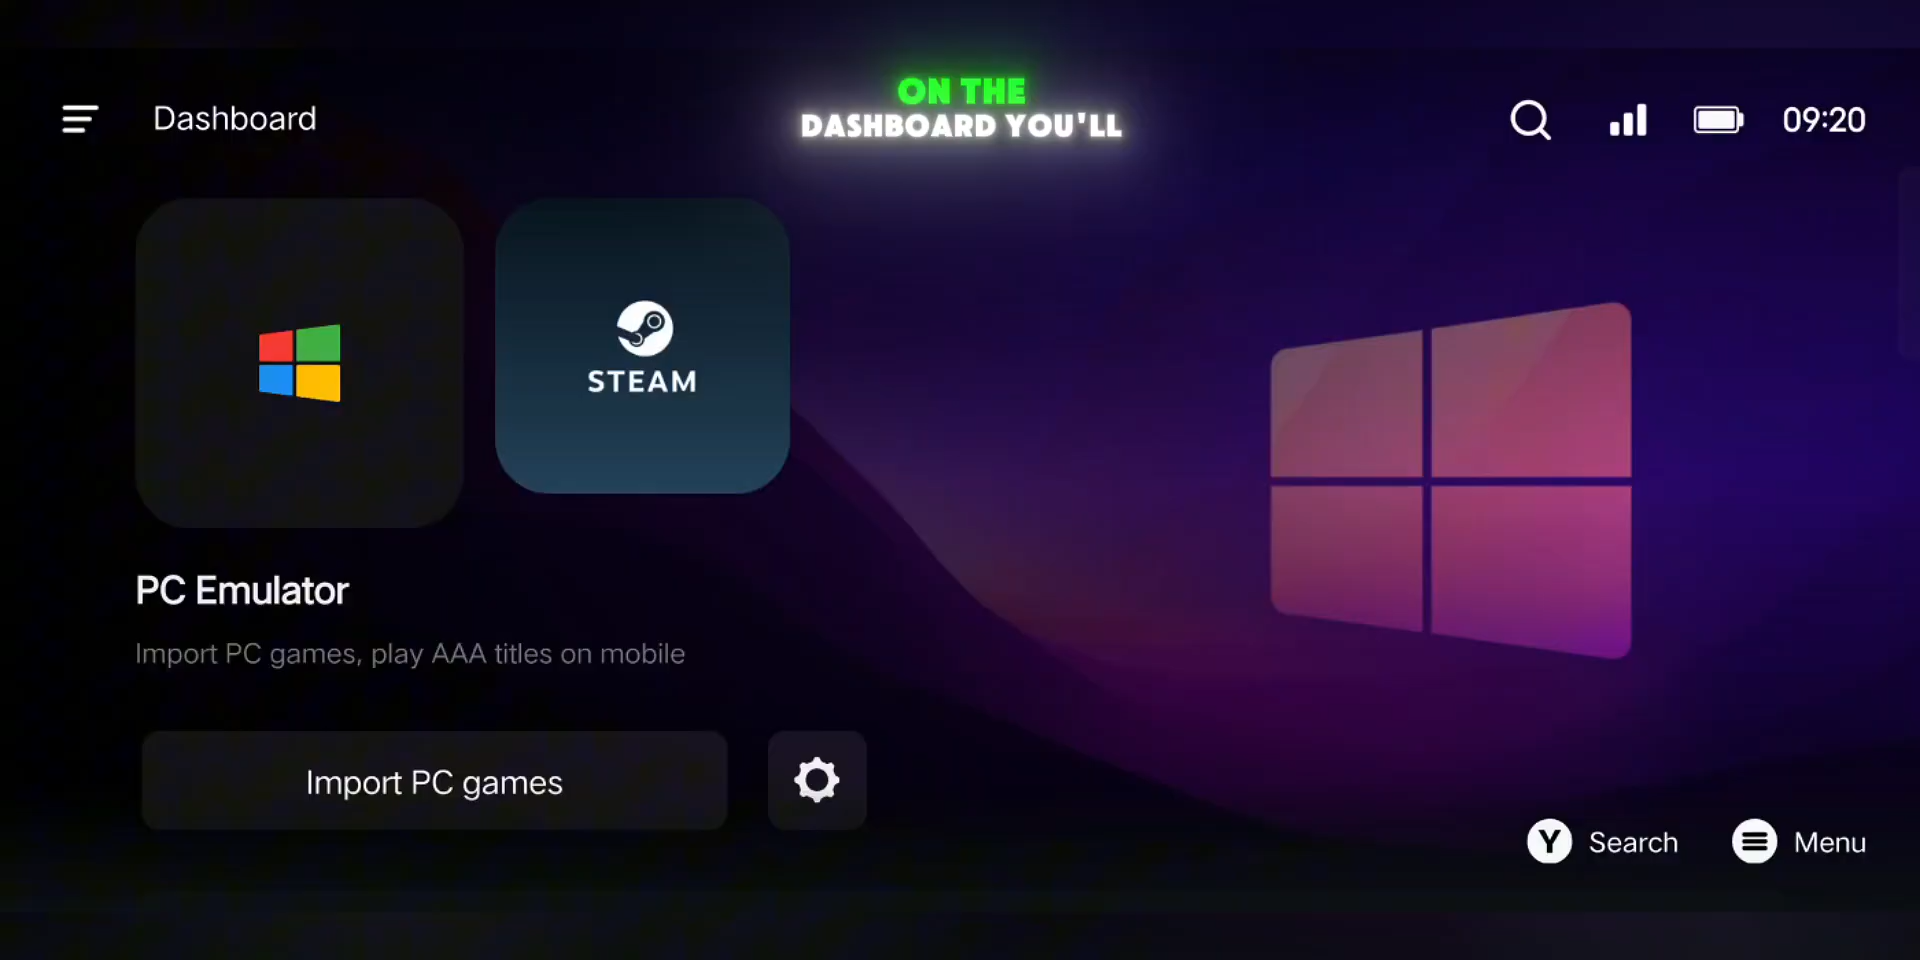 ON THE
DASHBOARD YOU'LL
Dashboard
09:20
STEAM
PC Emulator
Import PC games, play AAA titles on mobile
Import PC games
Y Search
Menu